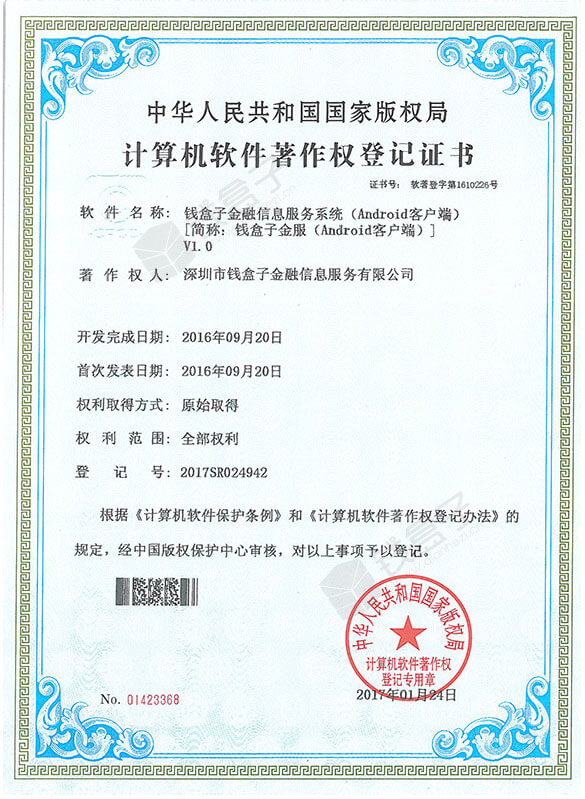 中华人民共和国国家版权局
计算机软件著作权登记证书
证书号： 软著登字第1610226号
软件名称： 钱盒子金融信息服务系统（Android客户端）
[简称：钱盒子金服（Android客户端）]
V1.0
著作权人： 深圳市钱盒子金融信息服务有限公司
开发完成日期： 2016年09月20日
首次发表日期： 2016年09月20日
权利取得方式： 原始取得
权利范围： 全部权利
登记号： 2017SR024942
根据《计算机软件保护条例》和《计算机软件著作权登记办法》的
规定，经中国版权保护中心审核，对以上事项予以登记。
中华人民共和国国家版权局
计算机软件著作权
登记专用章
No. 01423368
2017年01月24日
钱盒子
钱盒子